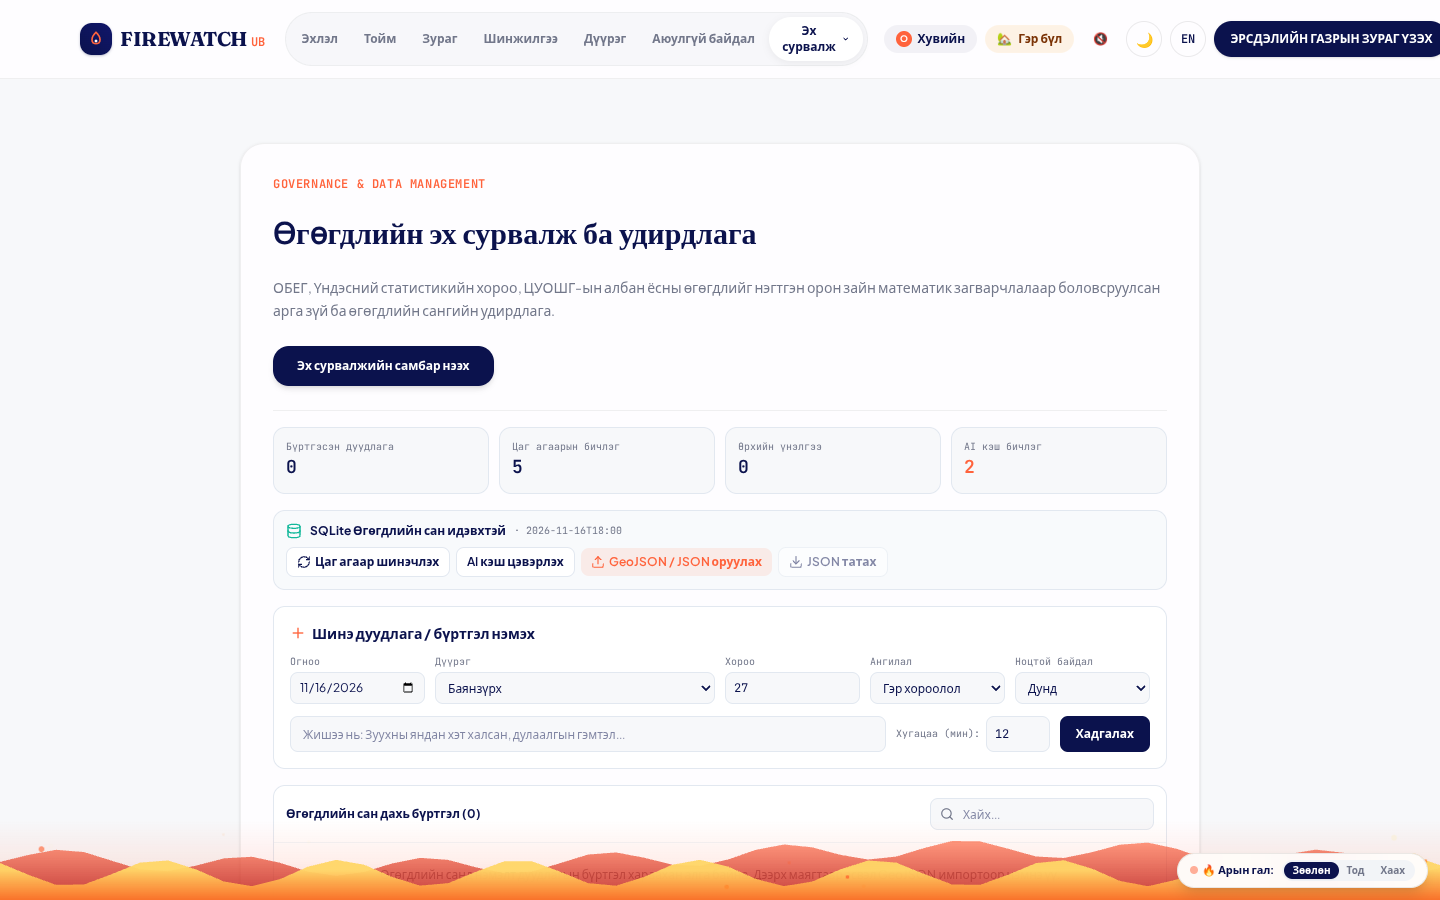 FIREWATCH UB
Эхлэл Тойм Зураг Шинжилгээ Дүүрэг Аюулгүй байдал Эх сурвалж
Хувийн Гэр бүл EN ЭРСДЭЛИЙН ГАЗРЫН ЗУРАГ ҮЗЭХ
GOVERNANCE & DATA MANAGEMENT
Өгөгдлийн эх сурвалж ба удирдлага
ОБЕГ, Үндэсний статистикийн хороо, ЦУОШГ-ын албан ёсны өгөгдлийг нэгтгэн орон зайн математик загварчлалаар боловсруулсан
арга зүй ба өгөгдлийн сангийн удирдлага.
Эх сурвалжийн самбар нээх
Бүртгэсэн дуудлага Цаг агаарын бичлэг Өрхийн үнэлгээ AI кэш бичлэг
0 5 0 2
SQLite Өгөгдлийн сан идэвхтэй · 2026-11-16T18:00
Цаг агаар шинэчлэх AI кэш цэвэрлэх GeoJSON / JSON оруулах JSON татах
Шинэ дуудлага / бүртгэл нэмэх
Огноо Дүүрэг Хороо Ангилал Ноцтой байдал
11/16/2026 Баянзүрх 27 Гэр хороолол Дунд
Жишээ нь: Зуухны яндан хэт халсан, дулаалгын гэмтэл... Хугацаа (мин): 12 Хадгалах
Өгөгдлийн сан дахь бүртгэл (0) Хайх...
Арын гал: Зөөлөн Тод Хаах